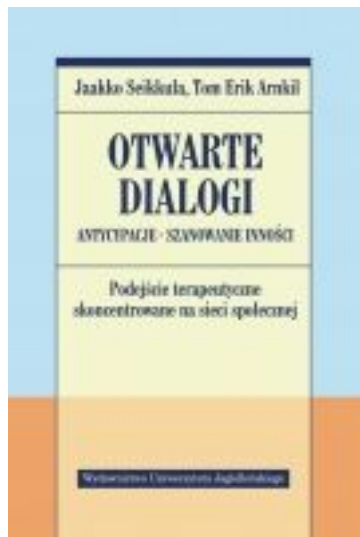 Jaakko Seikkula, Tom Erik Arnkil
OTWARTE
DIALOGI
ANTYCYPACJE - SZANOWANIE INNOŚCI
Podejście terapeutyczne
skoncentrowane na sieci społecznej
Wydawnictwo Uniwersytetu Jagiellońskiego